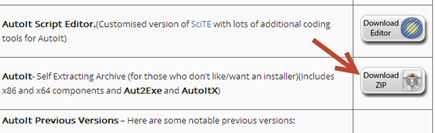 AutoIt Script Editor.(Customised version of SciTE with lots of additional coding
tools for AutoIt)
Download
Editor
AutoIt- Self Extracting Archive (for those who don't like/want an installer)(includes
x86 and x64 components and Aut2Exe and AutoItX)
Download
ZIP
AutoIt Previous Versions – Here are some notable previous versions: